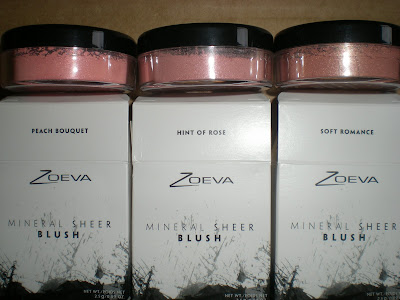 PEACH BOUQUET
ZOEVA
MINERAL SHEER
BLUSH
HINT OF ROSE
ZOEVA
MINERAL SHEER
BLUSH
SOFT ROMANCE
ZOEVA
MINERAL SHEER
BLUSH